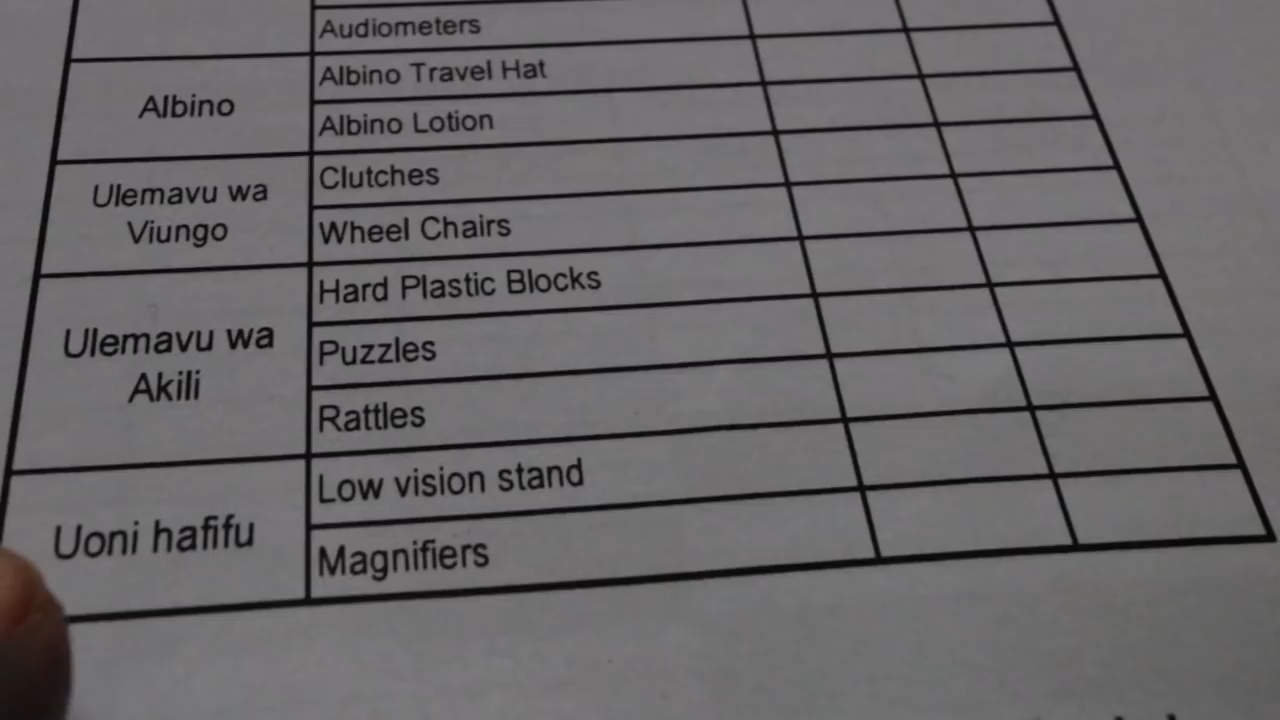 Audiometers
Albino
Albino Travel Hat
Albino Lotion
Ulemavu wa
Viungo
Clutches
Wheel Chairs
Ulemavu wa
Akili
Hard Plastic Blocks
Puzzles
Rattles
Uoni hafifu
Low vision stand
Magnifiers